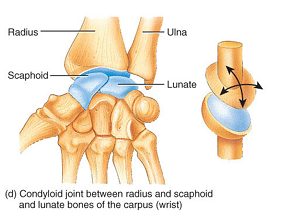 Radius
Ulna
Scaphoid
Lunate
(d) Condyloid joint between radius and scaphoid
and lunate bones of the carpus (wrist)